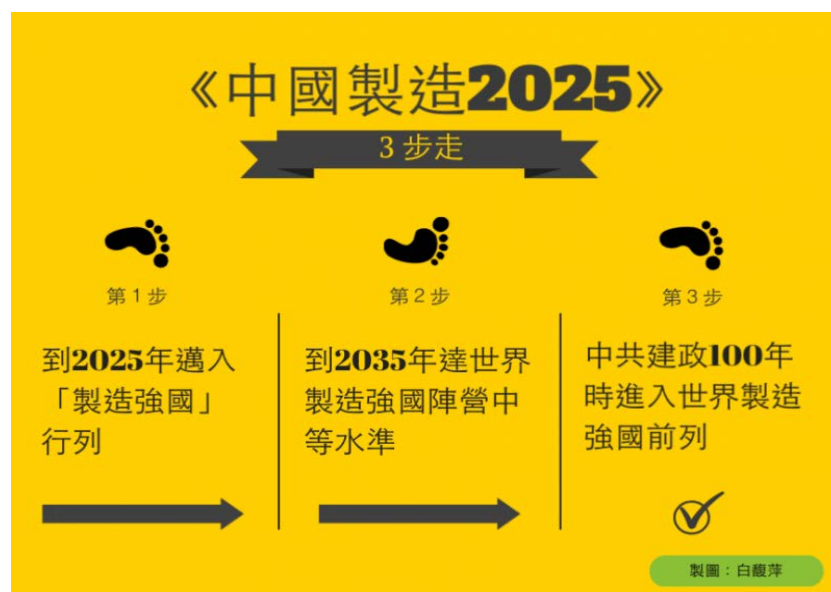 《中國製造2025》
3 步走
第 1 步
到2025年邁入
「製造強國」
行列
第 2 步
到2035年達世界
製造強國陣營中
等水準
第 3 步
中共建政100年
時進入世界製造
強國前列
製圖：白馥萍